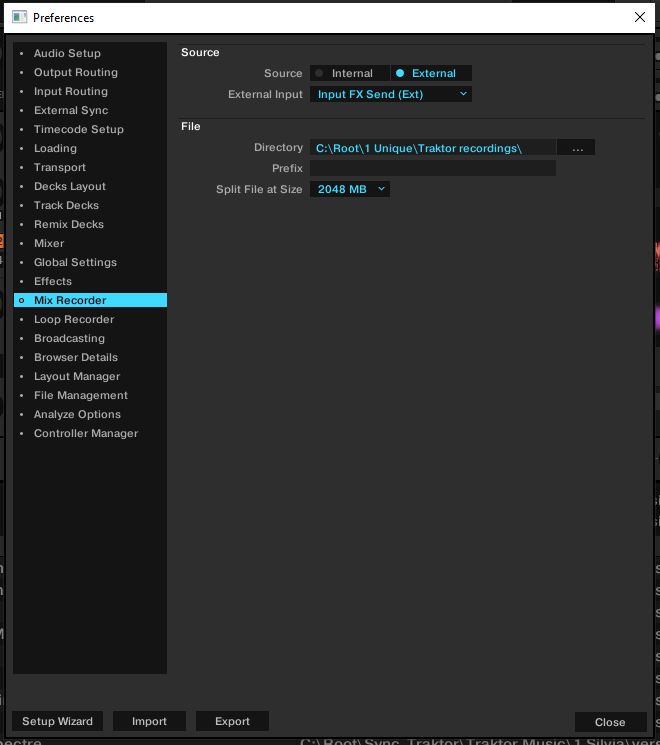 Preferences
Audio Setup
Output Routing
Input Routing
External Sync
Timecode Setup
Loading
Transport
Decks Layout
Track Decks
Remix Decks
Mixer
Global Settings
Effects
Mix Recorder
Loop Recorder
Broadcasting
Browser Details
Layout Manager
File Management
Analyze Options
Controller Manager
Source
Source Internal External
External Input Input FX Send (Ext)
File
Directory C:\Root\1 Unique\Traktor recordings\ ...
Prefix
Split File at Size 2048 MB
Setup Wizard Import Export Close
C:\Root\Sync_Traktor\Traktor Music\1 Silvia\